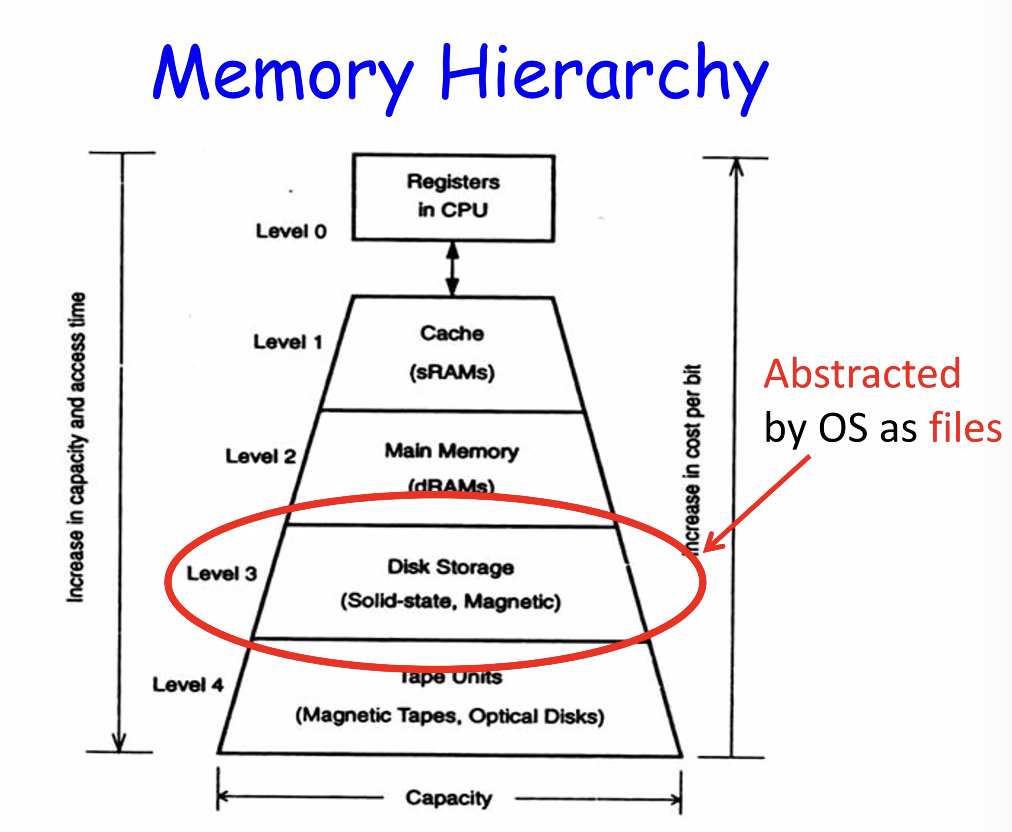 Memory Hierarchy
Registers
in CPU
Level 0
Level 1
Cache
(sRAMs)
Level 2
Main Memory
(dRAMs)
Level 3
Disk Storage
(Solid-state, Magnetic)
Level 4
Tape Units
(Magnetic Tapes, Optical Disks)
Capacity
Increase in capacity and access time
Increase in cost per bit
Abstracted
by OS as files